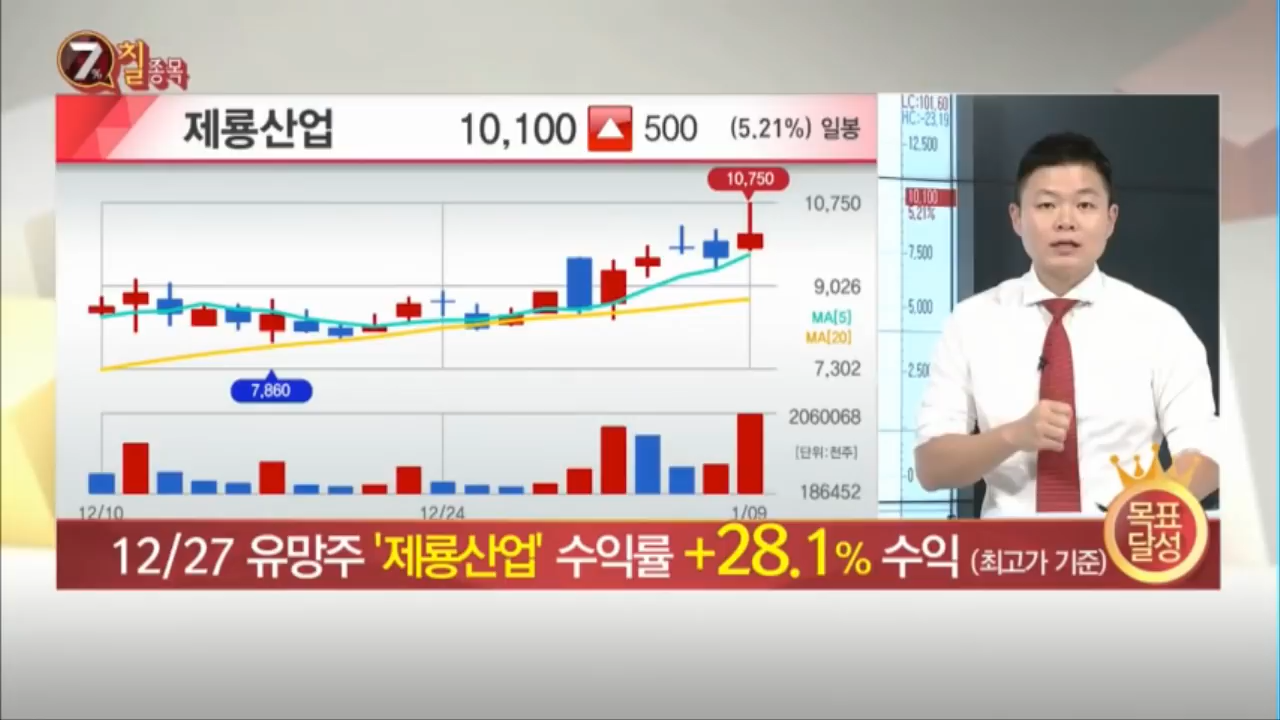 7%
칠
종목
제룡산업 10,100 ▲ 500 (5.21%) 일봉
10,750
10,750
9,026
MA[5]
MA[20]
7,302
7,860
2060068
[단위:천주]
186452
12/10 12/24 1/09
LC:101.60
HC:-23.19
12,500
10,100
5.21%
7,500
5,000
2,500
0
12/27 유망주 '제룡산업' 수익률 +28.1% 수익 (최고가 기준)
목표
달성